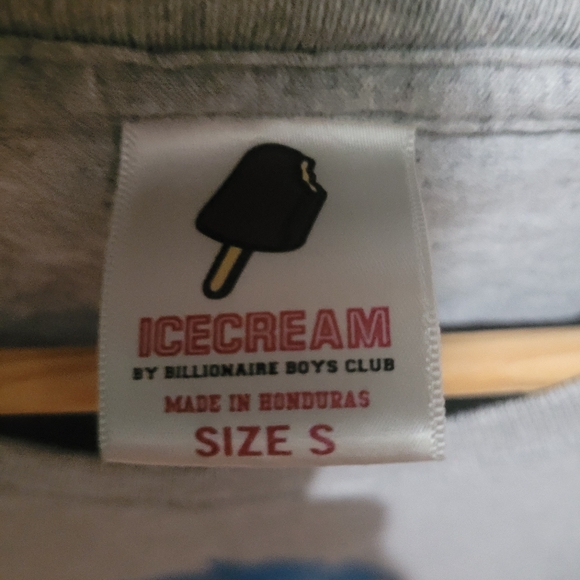 ICECREAM
BY BILLIONAIRE BOYS CLUB
MADE IN HONDURAS
SIZE S